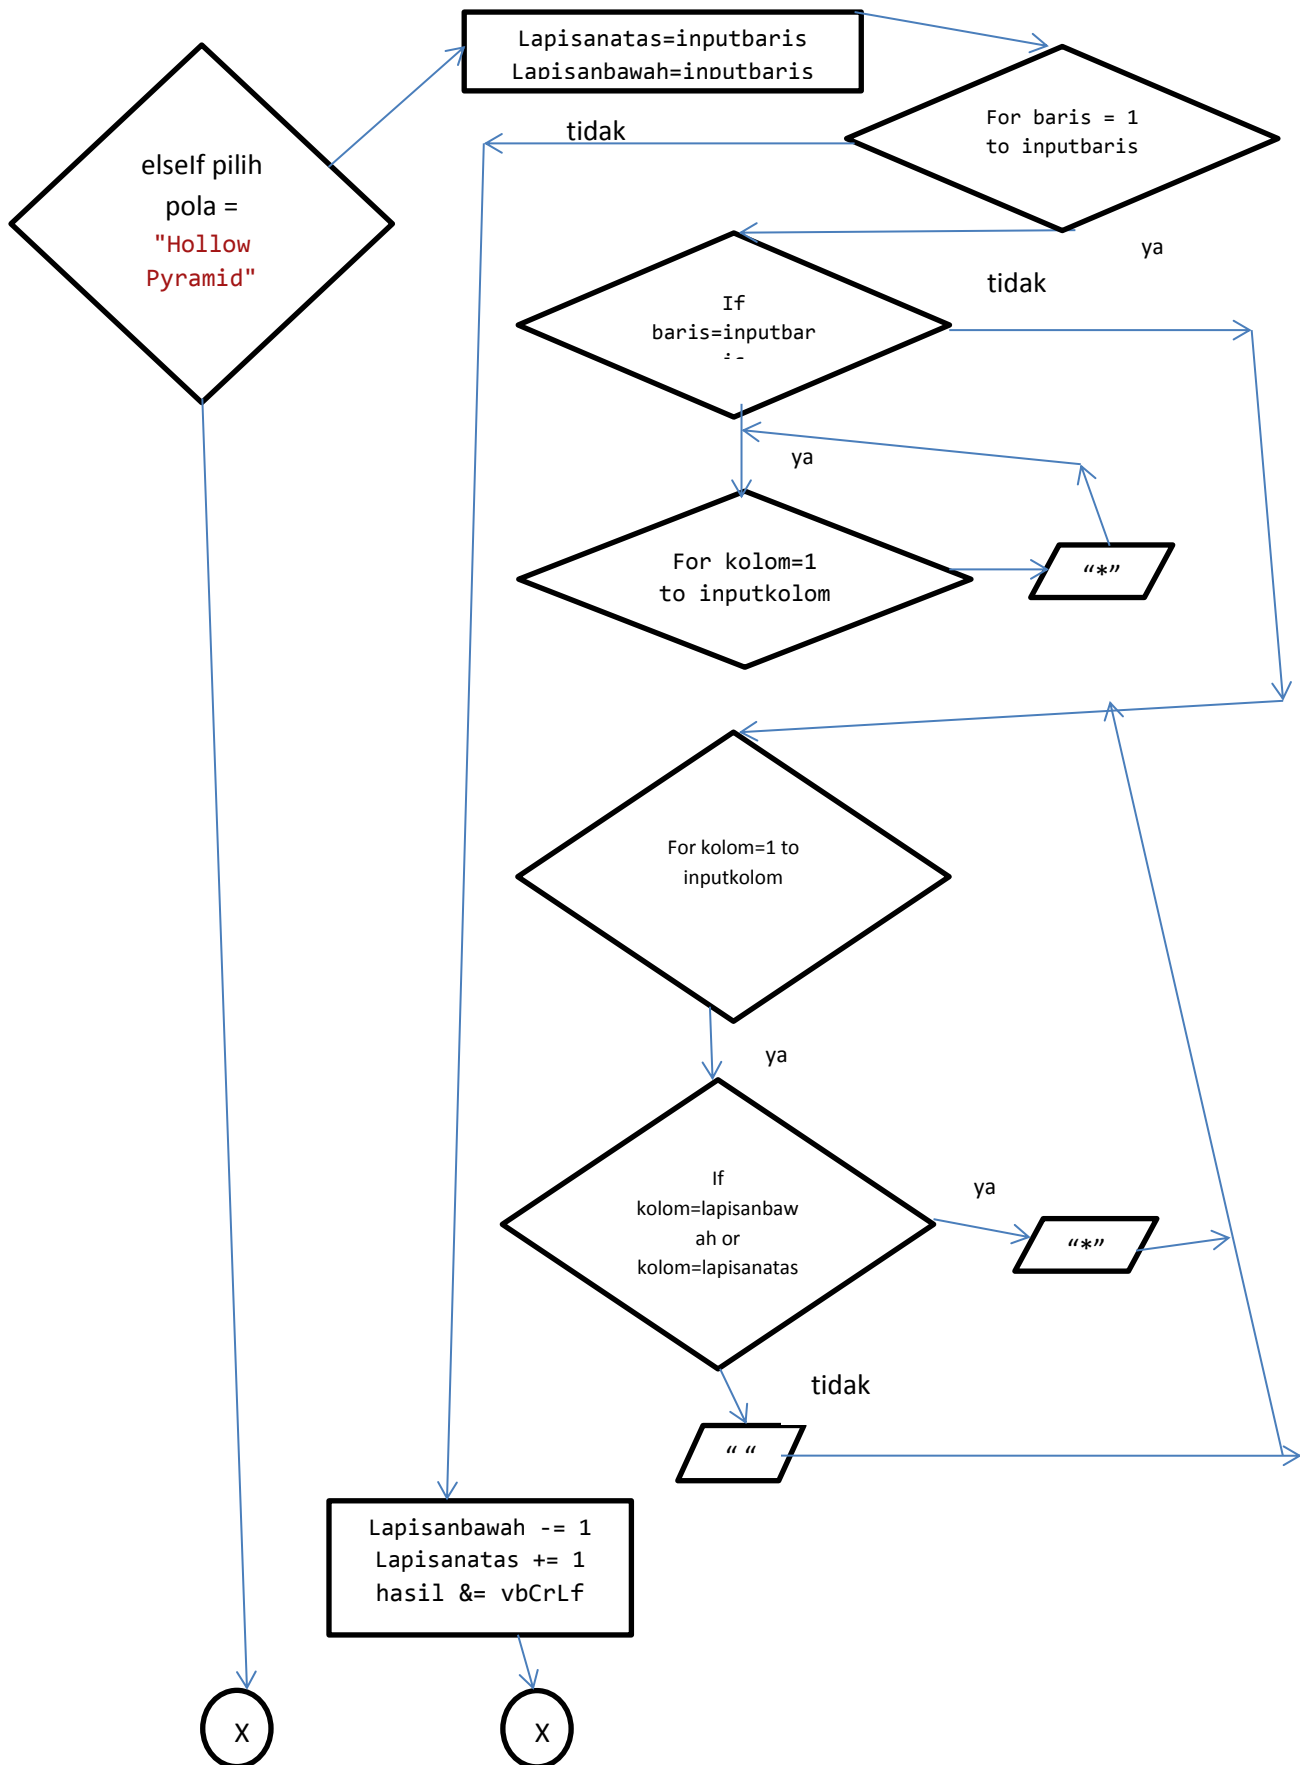 Lapisanatas=inputbaris
Lapisanbawah=inputbaris
For baris = 1
to inputbaris
tidak
elseIf pilih
pola =
"Hollow
Pyramid"
ya
tidak
If
baris=inputbar
ya
For kolom=1
to inputkolom
“*”
For kolom=1 to
inputkolom
ya
If
kolom=lapisanbaw
ah or
kolom=lapisanatas
ya
“*”
tidak
“ “
Lapisanbawah -= 1
Lapisanatas += 1
hasil &= vbCrLf
X
X